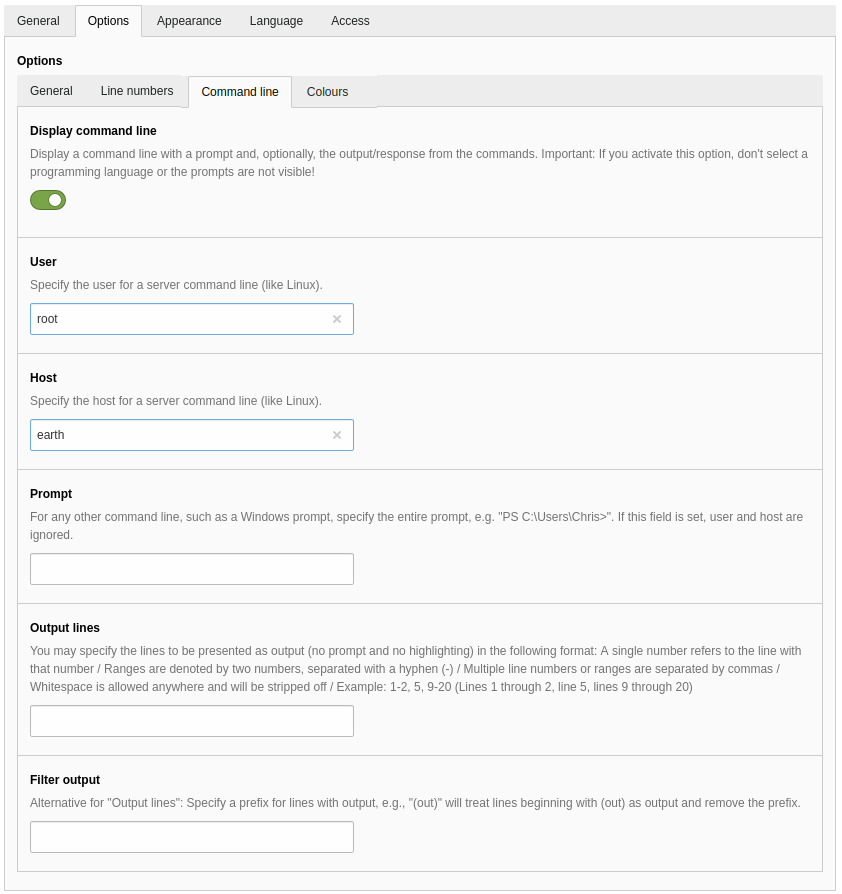 General Options Appearance Language Access
Options
General Line numbers Command line Colours
Display command line
Display a command line with a prompt and, optionally, the output/response from the commands. Important: If you activate this option, don't select a
programming language or the prompts are not visible!
User
Specify the user for a server command line (like Linux).
root
Host
Specify the host for a server command line (like Linux).
earth
Prompt
For any other command line, such as a Windows prompt, specify the entire prompt, e.g. "PS C:\Users\Chris>". If this field is set, user and host are
ignored.
Output lines
You may specify the lines to be presented as output (no prompt and no highlighting) in the following format: A single number refers to the line with
that number / Ranges are denoted by two numbers, separated with a hyphen (-) / Multiple line numbers or ranges are separated by commas /
Whitespace is allowed anywhere and will be stripped off / Example: 1-2, 5, 9-20 (Lines 1 through 2, line 5, lines 9 through 20)
Filter output
Alternative for "Output lines": Specify a prefix for lines with output, e.g., "(out)" will treat lines beginning with (out) as output and remove the prefix.